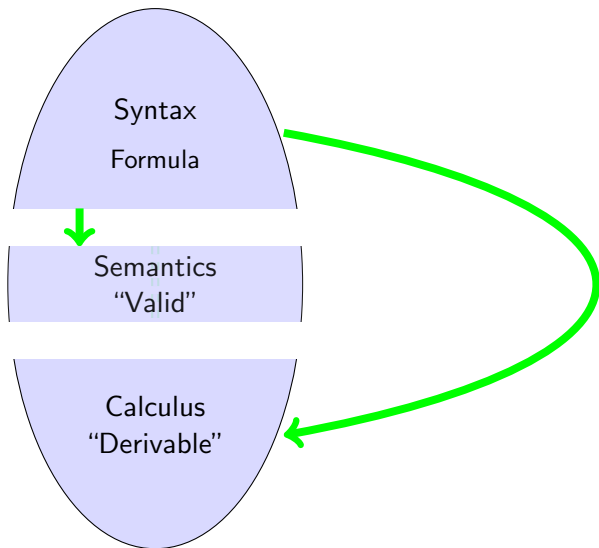 Syntax
Formula
Semantics
“Valid”
Calculus
“Derivable”